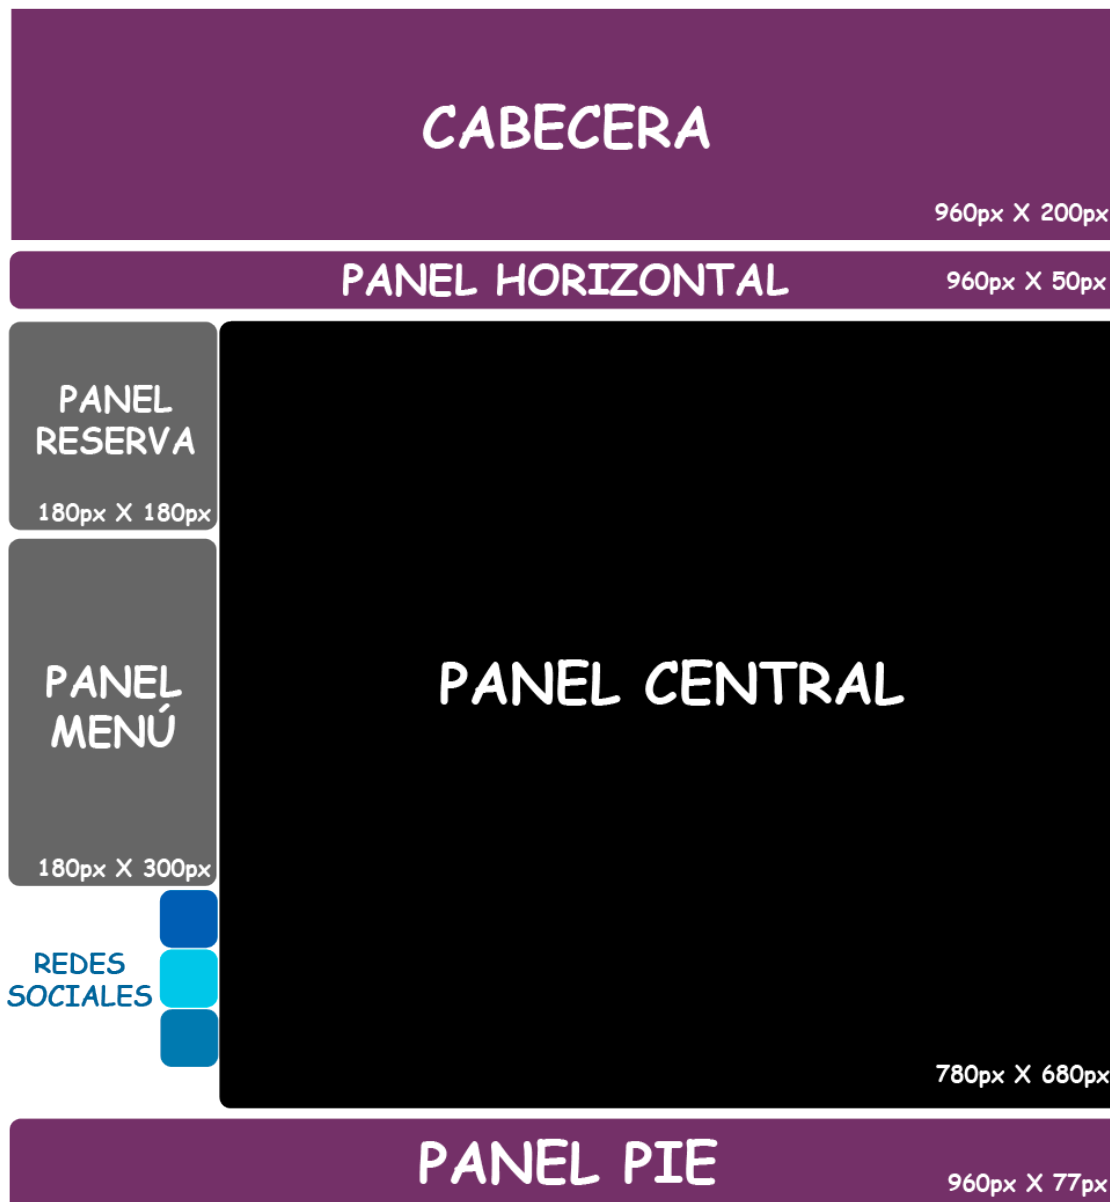 CABECERA
960px X 200px
PANEL HORIZONTAL
960px X 50px
PANEL
RESERVA
180px X 180px
PANEL
MENÚ
180px X 300px
REDES
SOCIALES
PANEL CENTRAL
780px X 680px
PANEL PIE
960px X 77px